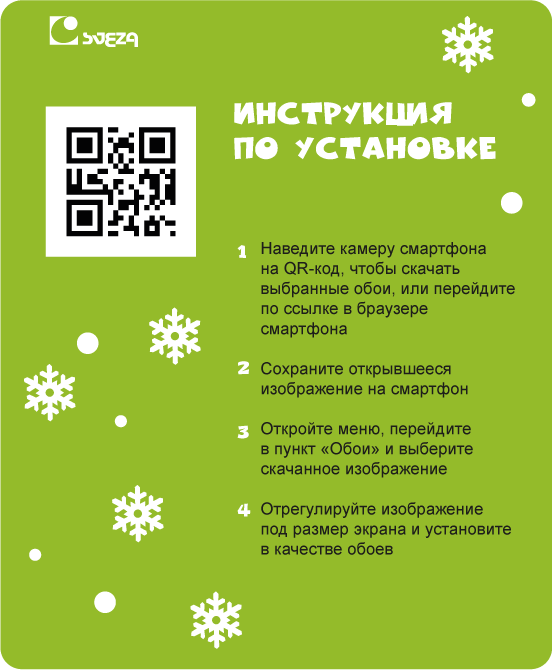 SVEZA
ИНСТРУКЦИЯ
ПО УСТАНОВКЕ
1 Наведите камеру смартфона
на QR-код, чтобы скачать
выбранные обои, или перейдите
по ссылке в браузере
смартфона
2 Сохраните открывшееся
изображение на смартфон
3 Откройте меню, перейдите
в пункт «Обои» и выберите
скачанное изображение
4 Отрегулируйте изображение
под размер экрана и установите
в качестве обоев